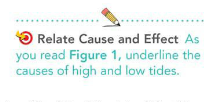 Relate Cause and Effect As
you read Figure 1, underline the
causes of high and low tides.